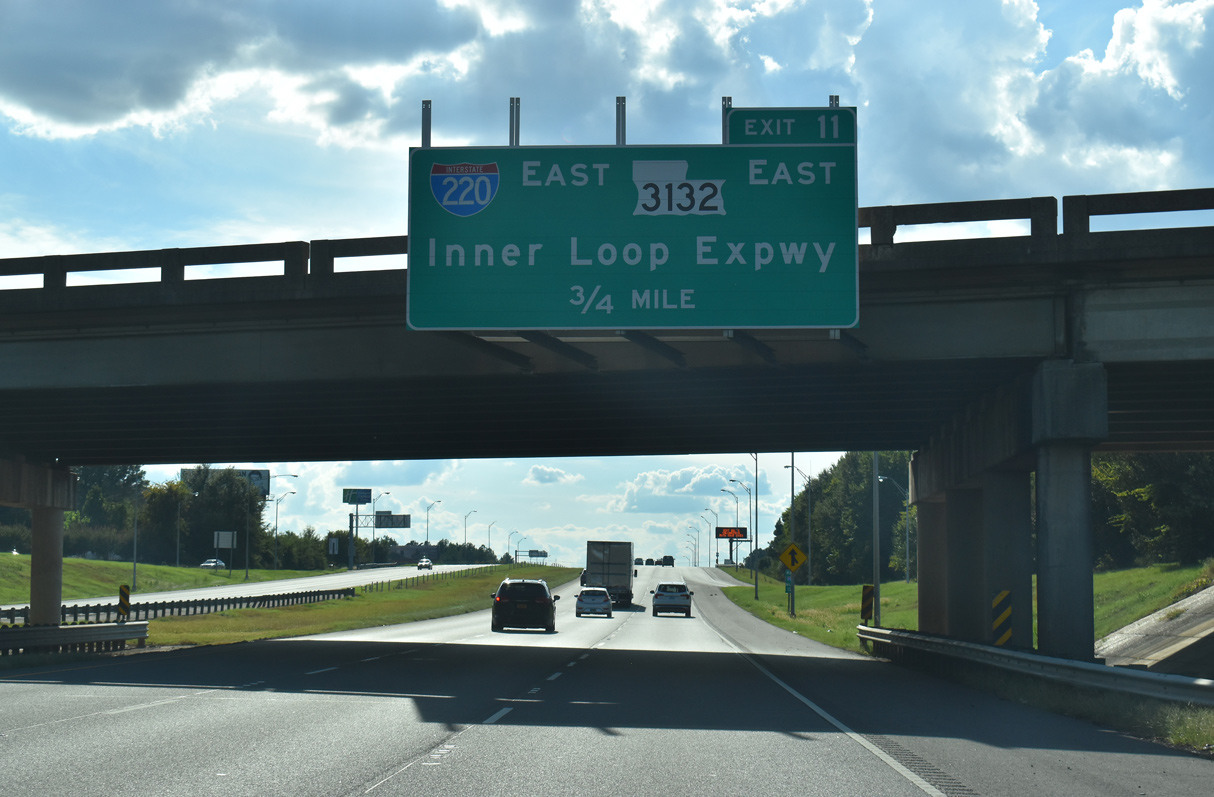 EXIT 11
INTERSTATE
220 EAST 3132 EAST
Inner Loop Expwy
3/4 MILE